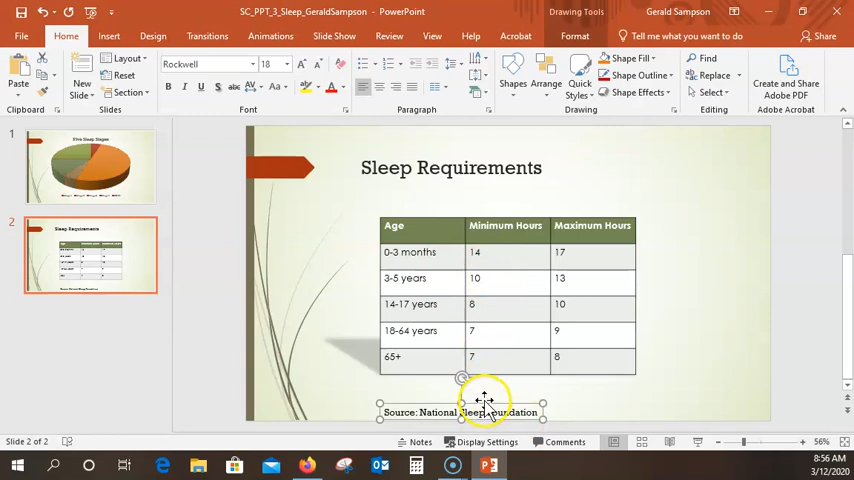 SC_PPT_3_Sleep_GeraldSampson - PowerPoint
Drawing Tools
Gerald Sampson
File Home Insert Design Transitions Animations Slide Show Review View Help Acrobat Format Tell me what you want to do Share
Paste
Clipboard
New Slide
Layout
Reset
Section
Slides
Rockwell 18
Font
Paragraph
Shapes
Arrange
Quick Styles
Shape Fill
Shape Outline
Shape Effects
Drawing
Find
Replace
Select
Editing
Create and Share Adobe PDF
Adobe Acrobat
1
Five Sleep Stages
2
Sleep Requirements
Sleep Requirements
Age Minimum Hours Maximum Hours
0-3 months 14 17
3-5 years 10 13
14-17 years 8 10
18-64 years 7 9
65+ 7 8
Source: National Sleep Foundation
Slide 2 of 2
Notes
Display Settings
Comments
56%
8:56 AM
3/12/2020